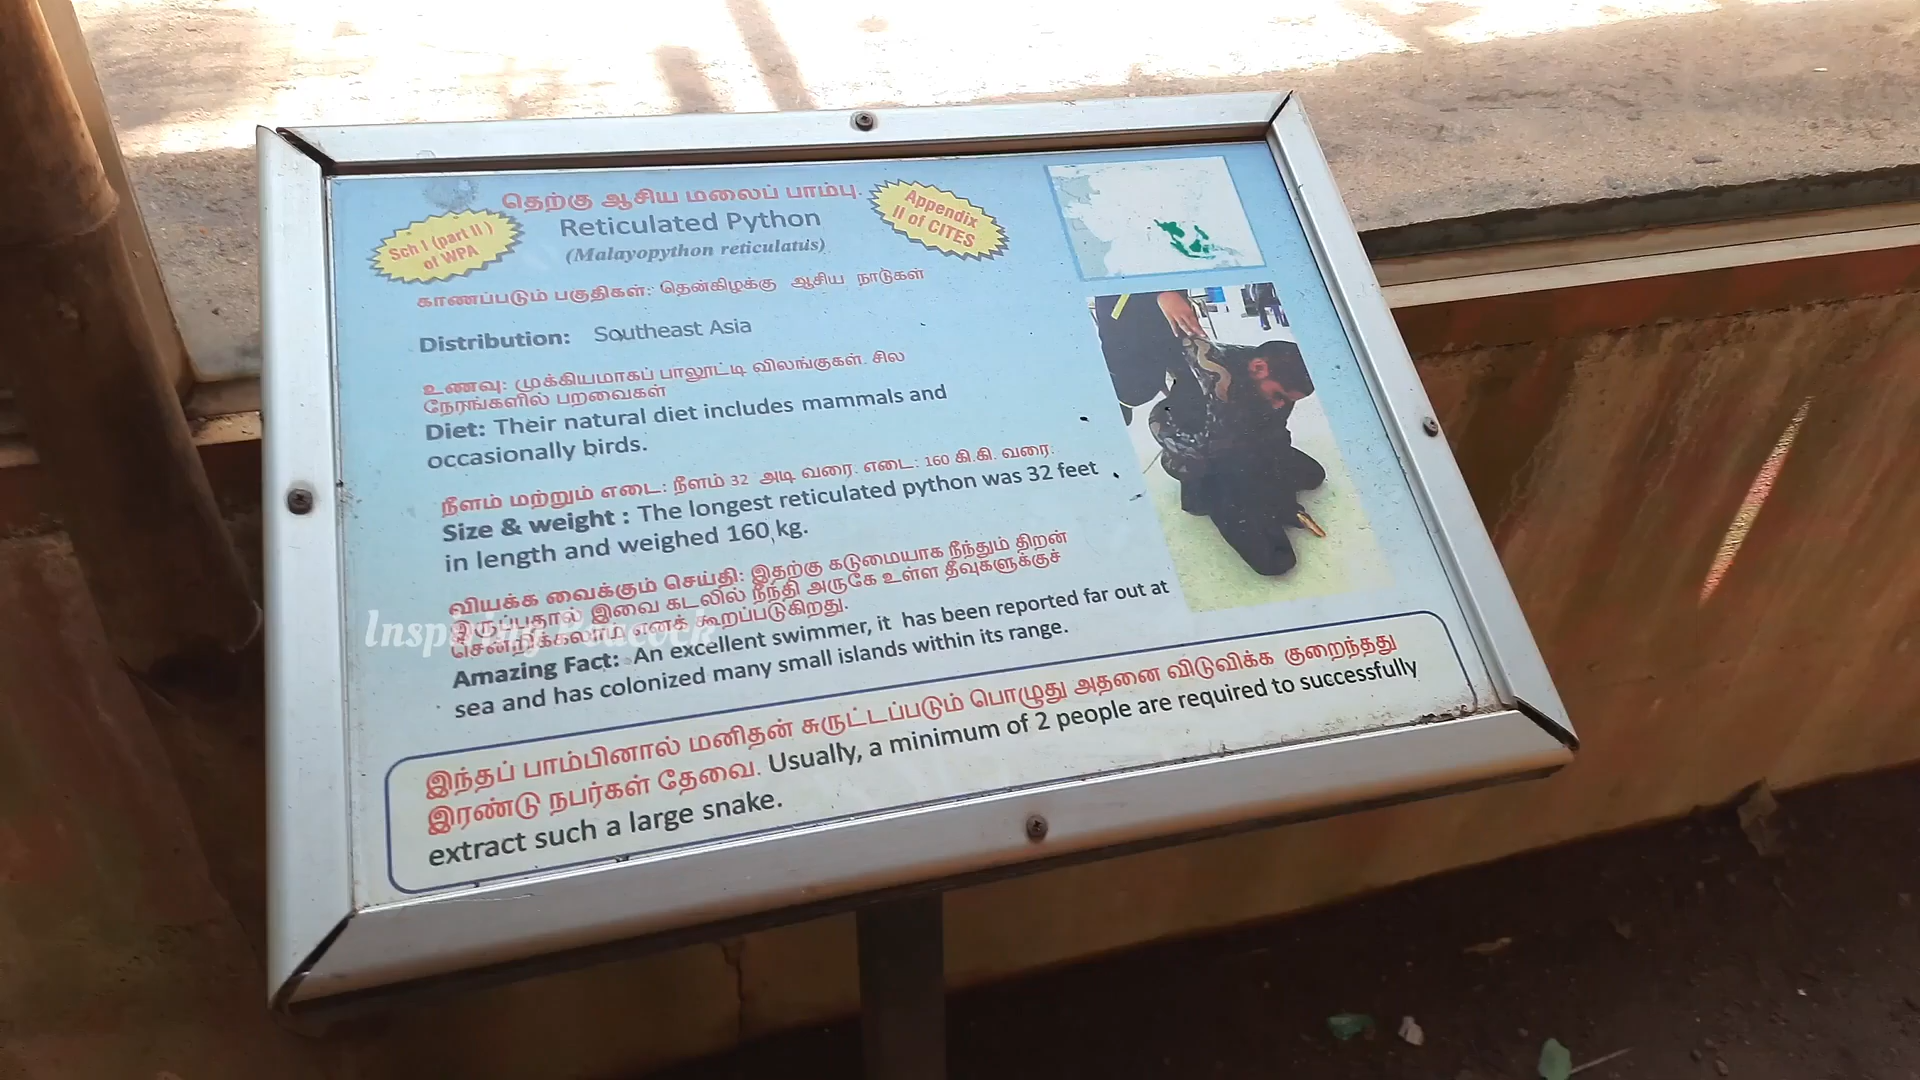 தெற்கு ஆசிய மலைப் பாம்பு.
Reticulated Python
(Malayopython reticulatus)
Sch I (part II)
of WPA
Appendix
II of CITES
காணப்படும் பகுதிகள்: தென்கிழக்கு ஆசிய நாடுகள்
Distribution: Southeast Asia
உணவு: முக்கியமாகப் பாலூட்டி விலங்குகள். சில
நேரங்களில் பறவைகள்
Diet: Their natural diet includes mammals and
occasionally birds.
நீளம் மற்றும் எடை: நீளம் 32 அடி வரை. எடை: 160 கி.கி. வரை.
Size & weight : The longest reticulated python was 32 feet
in length and weighed 160 kg.
வியக்க வைக்கும் செய்தி: இதற்கு கடுமையாக நீந்தும் திறன்
இருப்பதால் இவை கடலில் நீந்தி அருகே உள்ள தீவுகளுக்குச்
சென்றிருக்கலாம் எனக் கூறப்படுகிறது.
Amazing Fact: An excellent swimmer, it has been reported far out at
sea and has colonized many small islands within its range.
இந்தப் பாம்பினால் மனிதன் சுருட்டப்படும் பொழுது அதனை விடுவிக்க குறைந்தது
இரண்டு நபர்கள் தேவை. Usually, a minimum of 2 people are required to successfully
extract such a large snake.
Inspiring Peacock